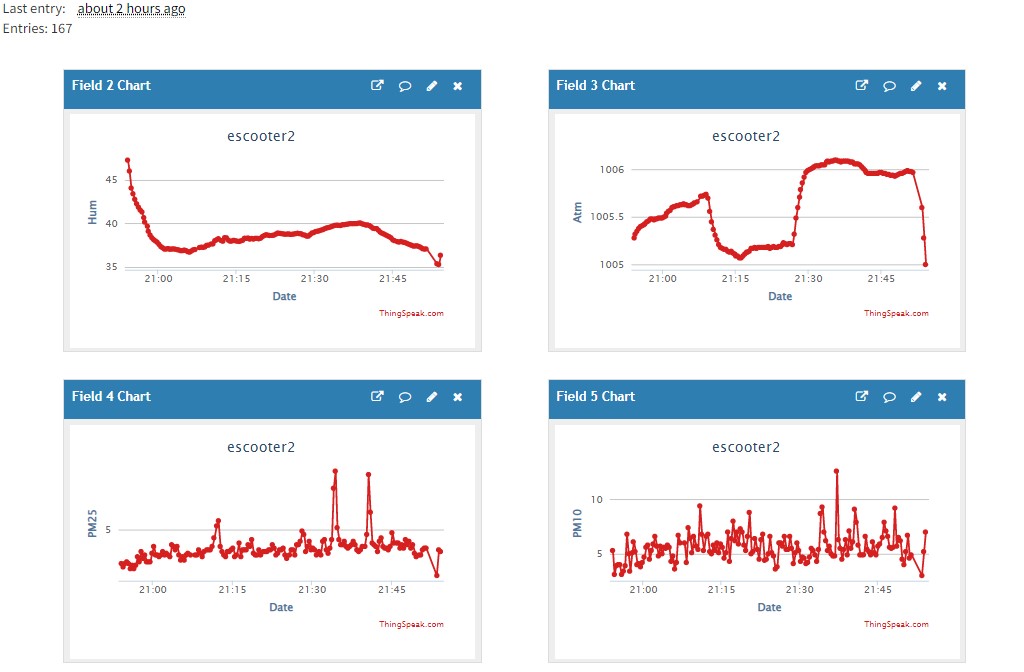 Last entry: about 2 hours ago
Entries: 167
Field 2 Chart
escooter2
Hum
45
40
35
21:00 21:15 21:30 21:45
Date
ThingSpeak.com
Field 3 Chart
escooter2
Atm
1006
1005.5
1005
21:00 21:15 21:30 21:45
Date
ThingSpeak.com
Field 4 Chart
escooter2
PM25
5
21:00 21:15 21:30 21:45
Date
ThingSpeak.com
Field 5 Chart
escooter2
PM10
10
5
21:00 21:15 21:30 21:45
Date
ThingSpeak.com